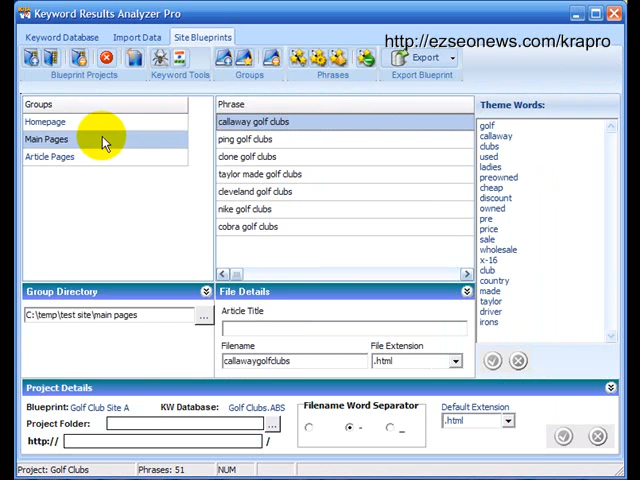 Keyword Results Analyzer Pro
Keyword Database
Import Data
Site Blueprints
http://ezseonews.com/krapro
Export
Blueprint Projects
Keyword Tools
Groups
Phrases
Export Blueprint
Groups
Homepage
Main Pages
Article Pages
Phrase
callaway golf clubs
ping golf clubs
clone golf clubs
taylor made golf clubs
cleveland golf clubs
nike golf clubs
cobra golf clubs
Theme Words:
golf
callaway
clubs
used
ladies
preowned
cheap
discount
owned
pre
price
sale
wholesale
x-16
club
country
made
taylor
driver
irons
Group Directory
C:\temp\test site\main pages
...
File Details
Article Title
Filename
File Extension
callawaygolfclubs
.html
Project Details
Blueprint: Golf Club Site A
KW Database: Golf Clubs.ABS
Project Folder:
...
http://
/
Filename Word Separator
-
_
Default Extension
.html
Project: Golf Clubs
Phrases: 51
NUM